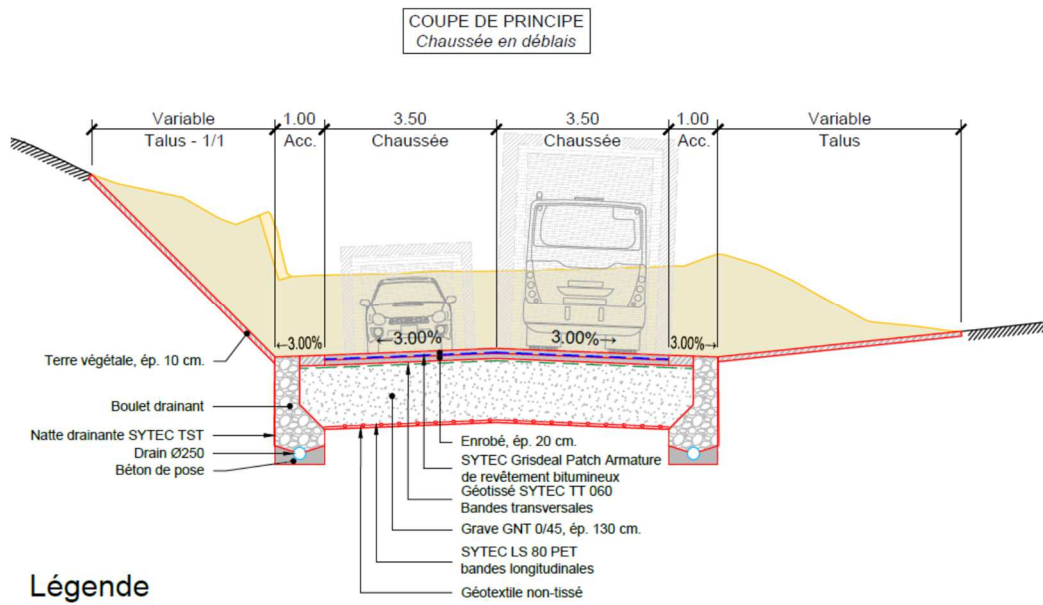 COUPE DE PRINCIPE
Chaussée en déblais
Variable
1.00
3.50
3.50
1.00
Variable
Talus - 1/1
Acc.
Chaussée
Chaussée
Acc.
Talus
←3.00%
←3.00%
3.00%→
3.00%→
Terre végétale, ép. 10 cm.
Boulet drainant
Natte drainante SYTEC TST
Drain Ø250
Béton de pose
Enrobé, ép. 20 cm.
SYTEC Grisdeal Patch Armature
de revêtement bitumineux
Géotissé SYTEC TT 060
Bandes transversales
Grave GNT 0/45, ép. 130 cm.
SYTEC LS 80 PET
bandes longitudinales
Géotextile non-tissé
Légende